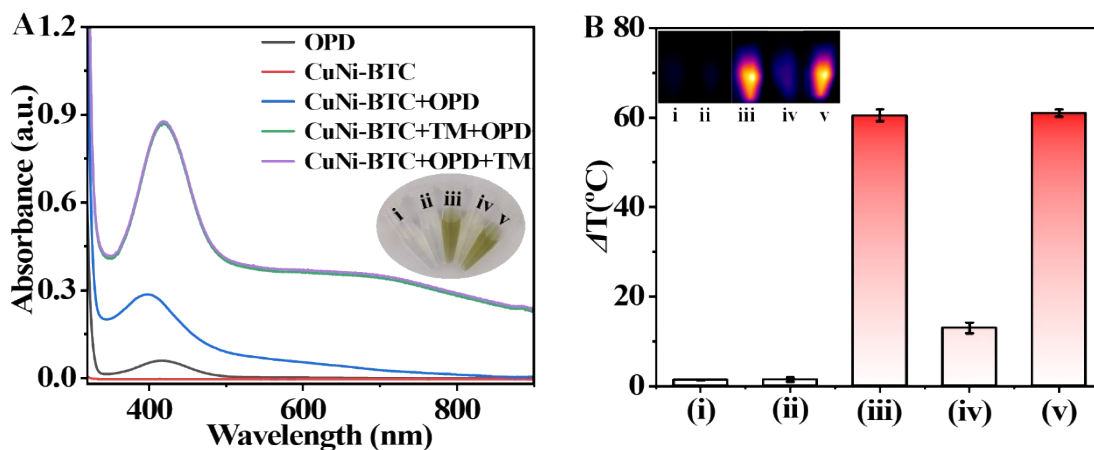 A
1.2
0.9
0.6
0.3
0.0
Absorbance (a.u.)
OPD
CuNi-BTC
CuNi-BTC+OPD
CuNi-BTC+TM+OPD
CuNi-BTC+OPD+TM
i ii iii iv v
400 600 800
Wavelength (nm)
B
80
60
40
20
0
ΔT(ºC)
i ii iii iv v
(i) (ii) (iii) (iv) (v)